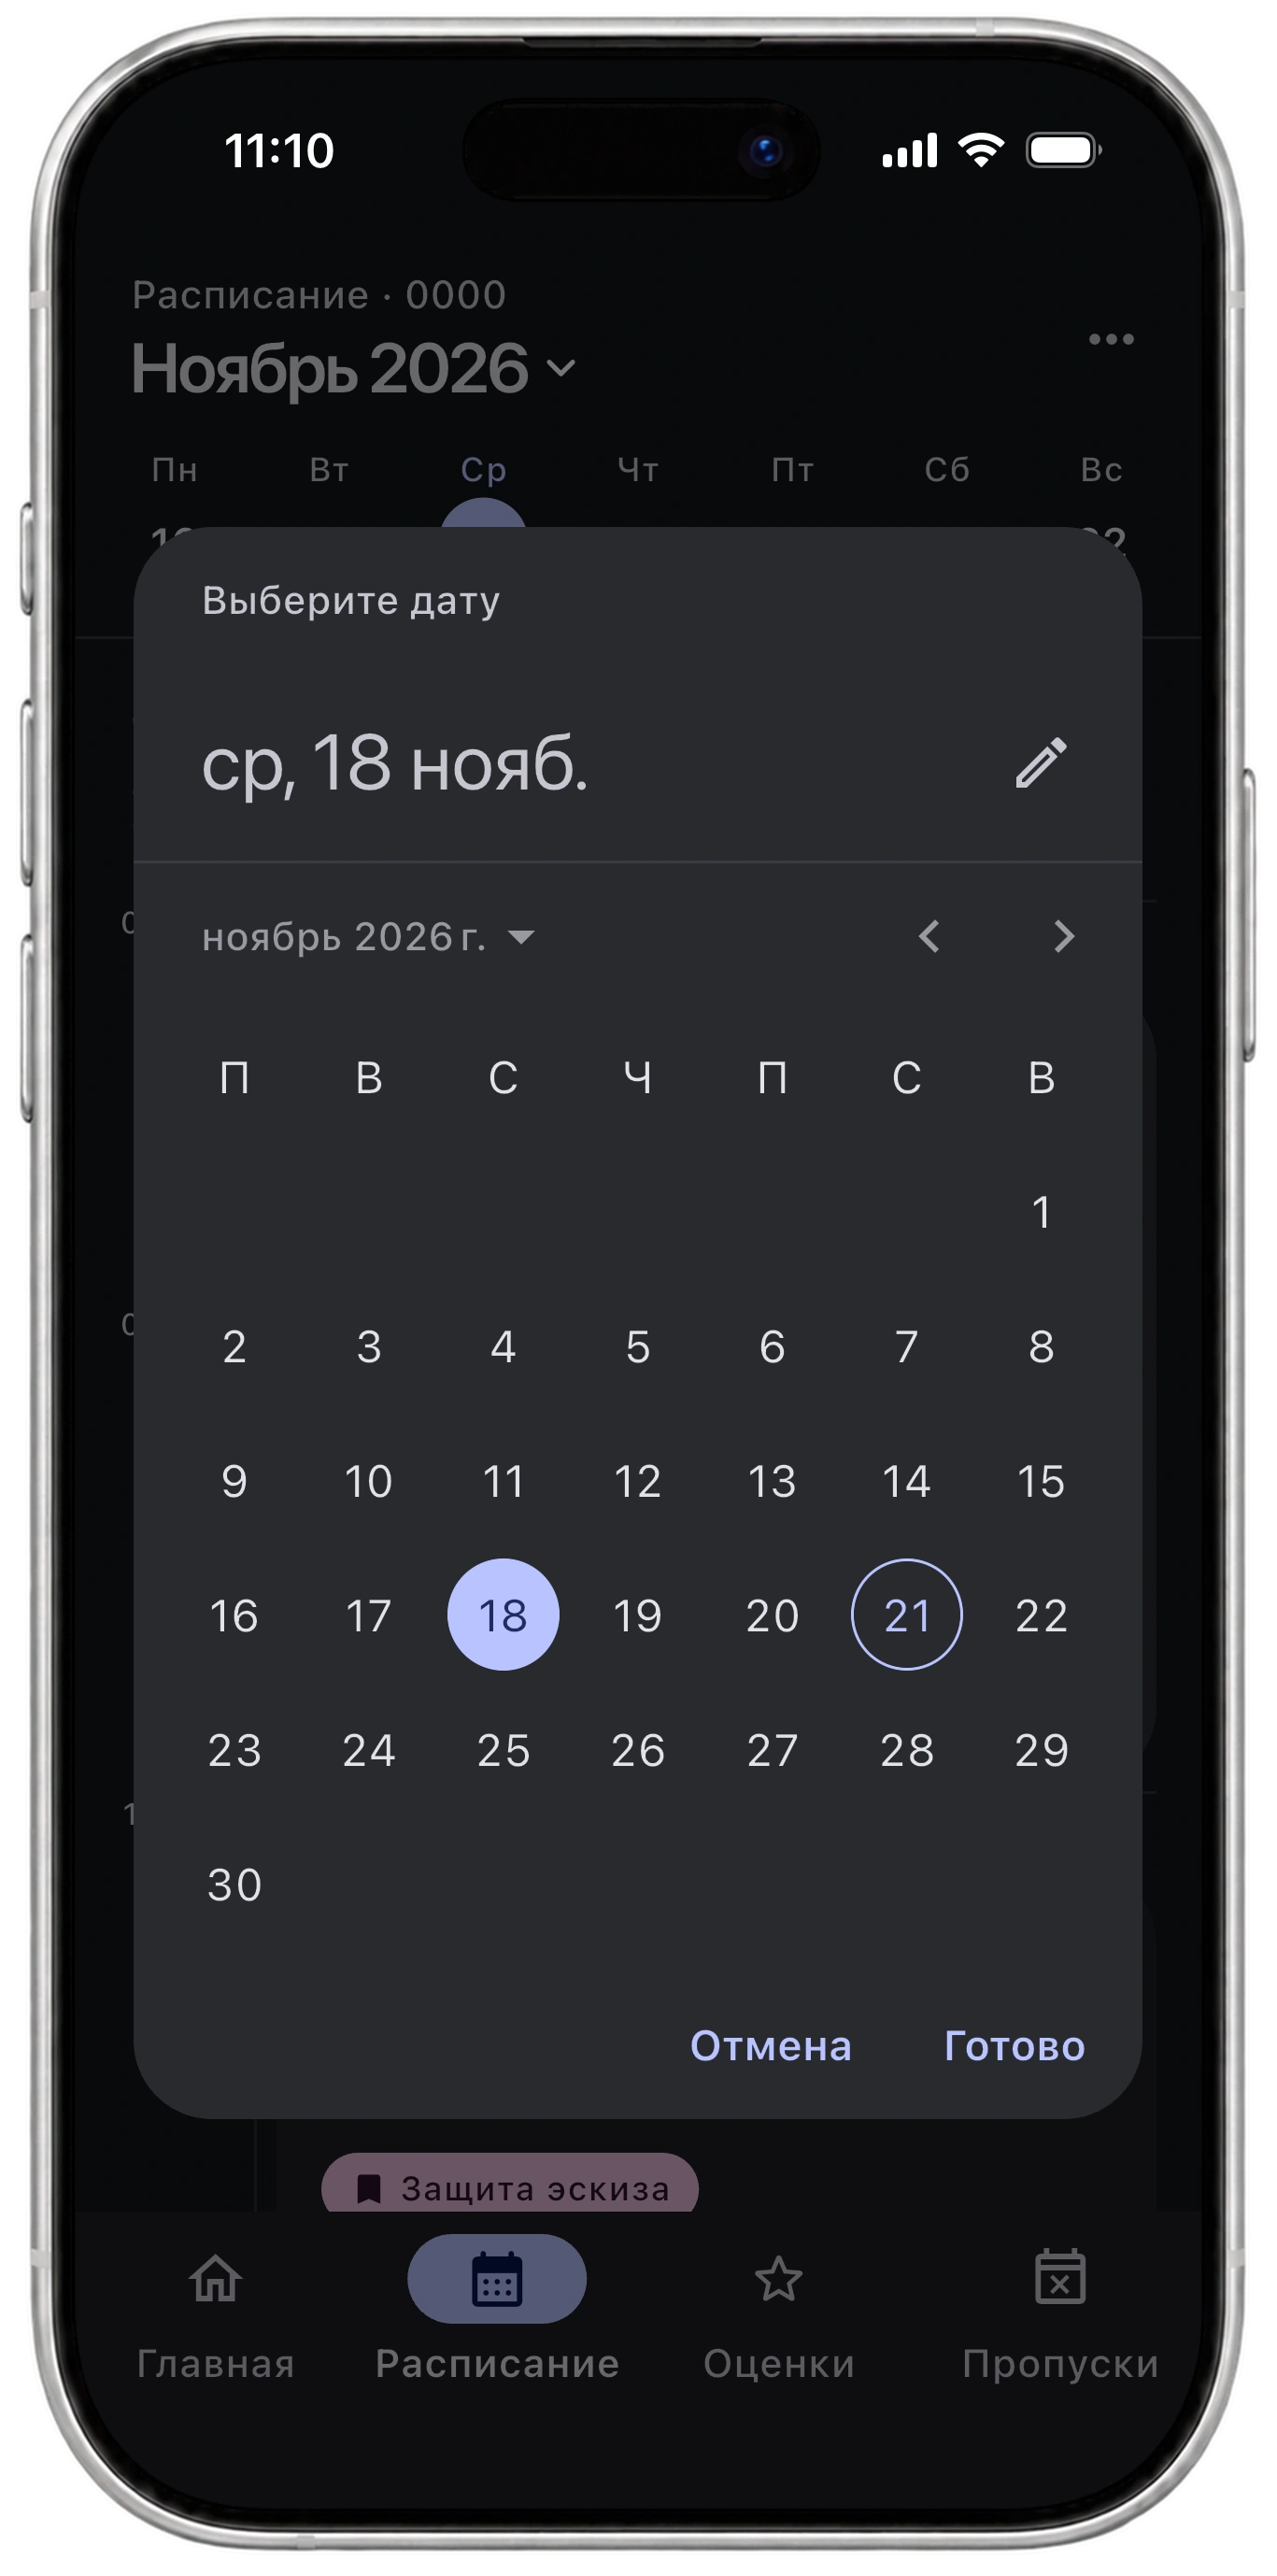 11:10
Расписание · 0000
Ноябрь 2026
Пн Вт Ср Чт Пт Сб Вс
Выберите дату
ср, 18 нояб.
ноябрь 2026 г.
П В С Ч П С В
1
2 3 4 5 6 7 8
9 10 11 12 13 14 15
16 17 18 19 20 21 22
23 24 25 26 27 28 29
30
Отмена Готово
Защита эскиза
Главная Расписание Оценки Пропуски